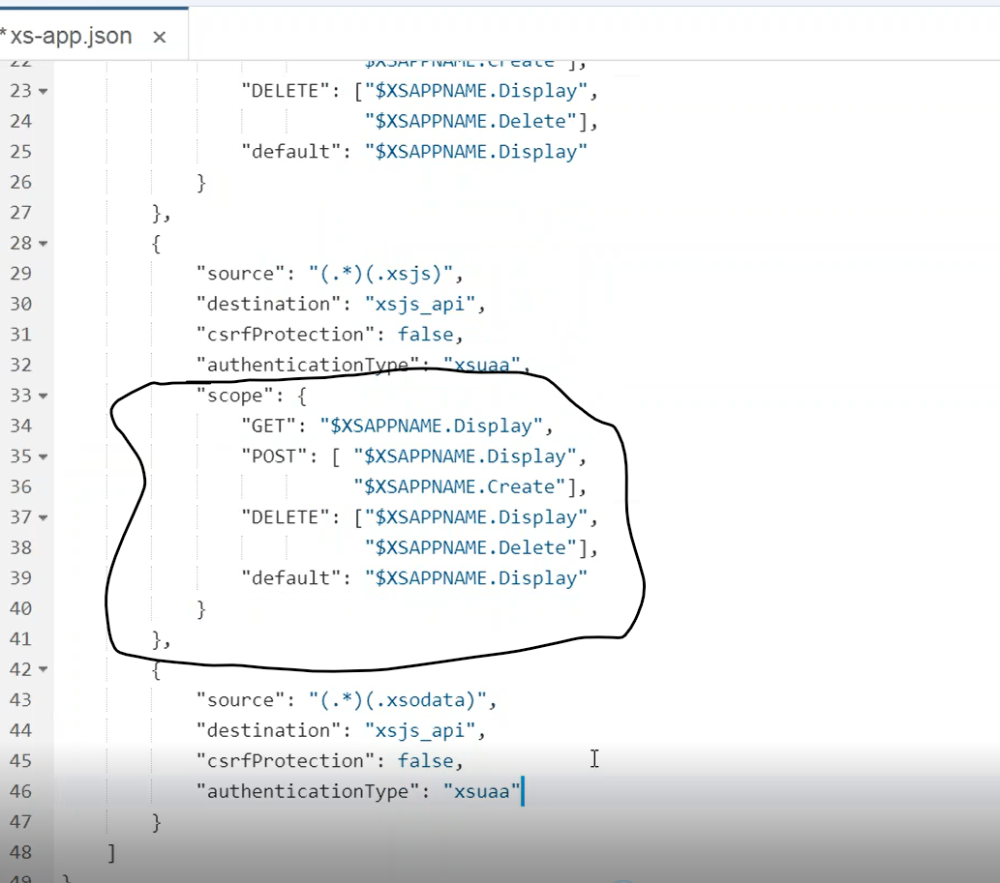 *xs-app.json ×
22 "$XSAPPNAME.Create" ],
23 "DELETE": ["$XSAPPNAME.Display",
24 "$XSAPPNAME.Delete"],
25 "default": "$XSAPPNAME.Display"
26 }
27 },
28 {
29 "source": "(.*)(.xsjs)",
30 "destination": "xsjs_api",
31 "csrfProtection": false,
32 "authenticationType": "xsuaa",
33 "scope": {
34 "GET": "$XSAPPNAME.Display",
35 "POST": [ "$XSAPPNAME.Display",
36 "$XSAPPNAME.Create"],
37 "DELETE": ["$XSAPPNAME.Display",
38 "$XSAPPNAME.Delete"],
39 "default": "$XSAPPNAME.Display"
40 }
41 },
42 {
43 "source": "(.*)(.xsodata)",
44 "destination": "xsjs_api",
45 "csrfProtection": false,
46 "authenticationType": "xsuaa"
47 }
48 ]
49 }